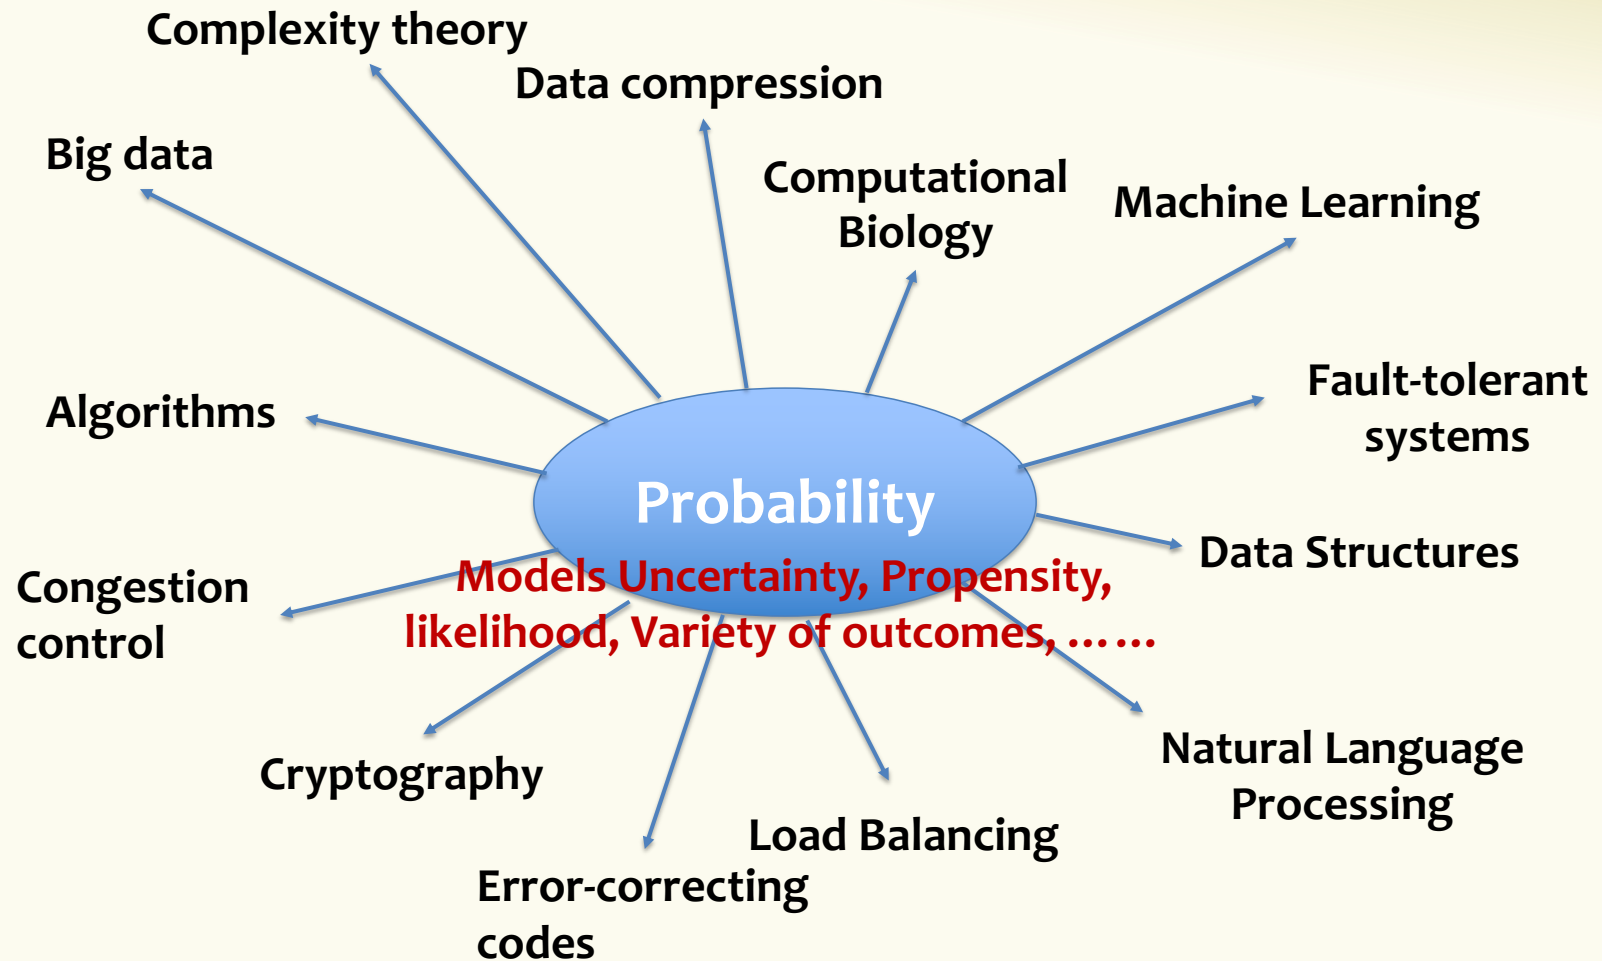 Complexity theory
Data compression
Big data
Computational
Biology
Machine Learning
Fault-tolerant
systems
Algorithms
Probability
Models Uncertainty, Propensity,
likelihood, Variety of outcomes, ......
Data Structures
Congestion
control
Cryptography
Natural Language
Processing
Load Balancing
Error-correcting
codes